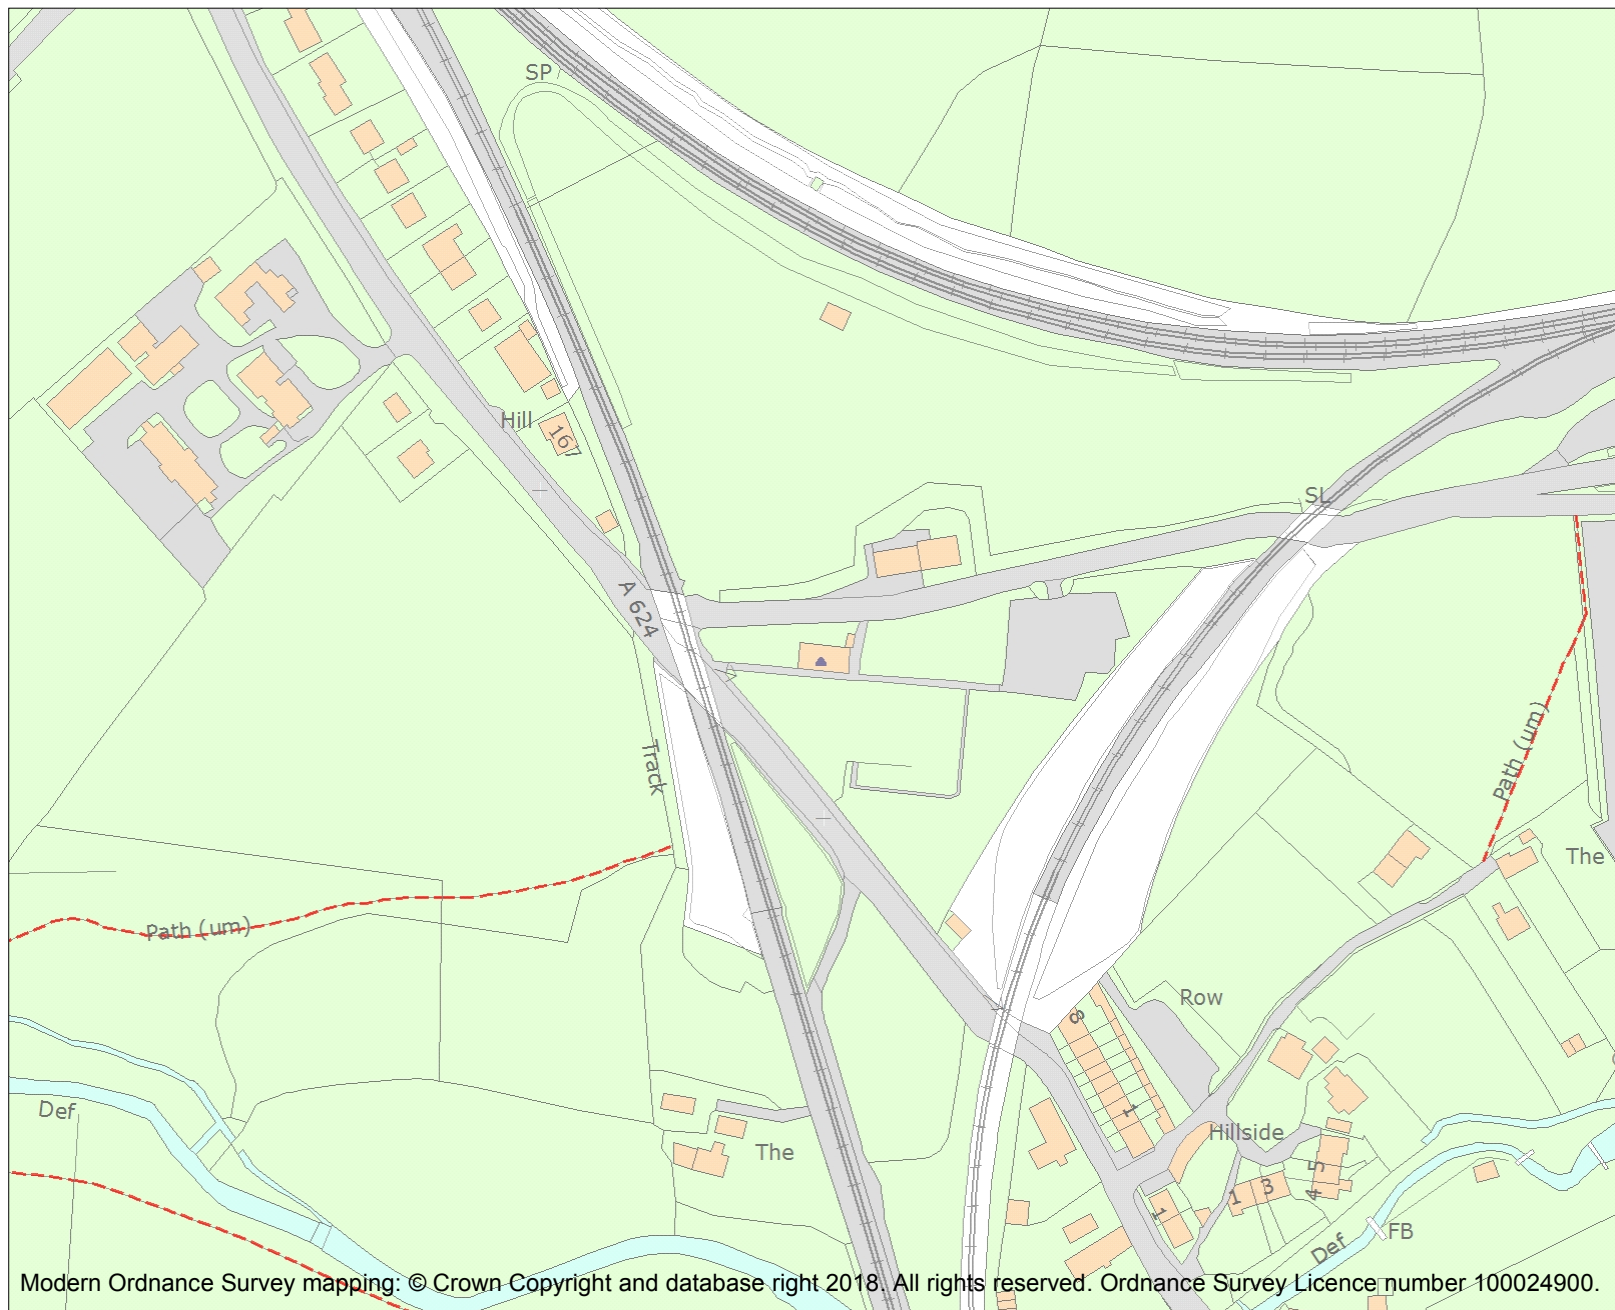 SP
Hill
167
SL
A 624
Track
Path (um)
The
Path (um)
Row
8
Def
1
Hillside
The
5
4
3
1
1
FB
Def
Modern Ordnance Survey mapping: © Crown Copyright and database right 2018. All rights reserved. Ordnance Survey Licence number 100024900.